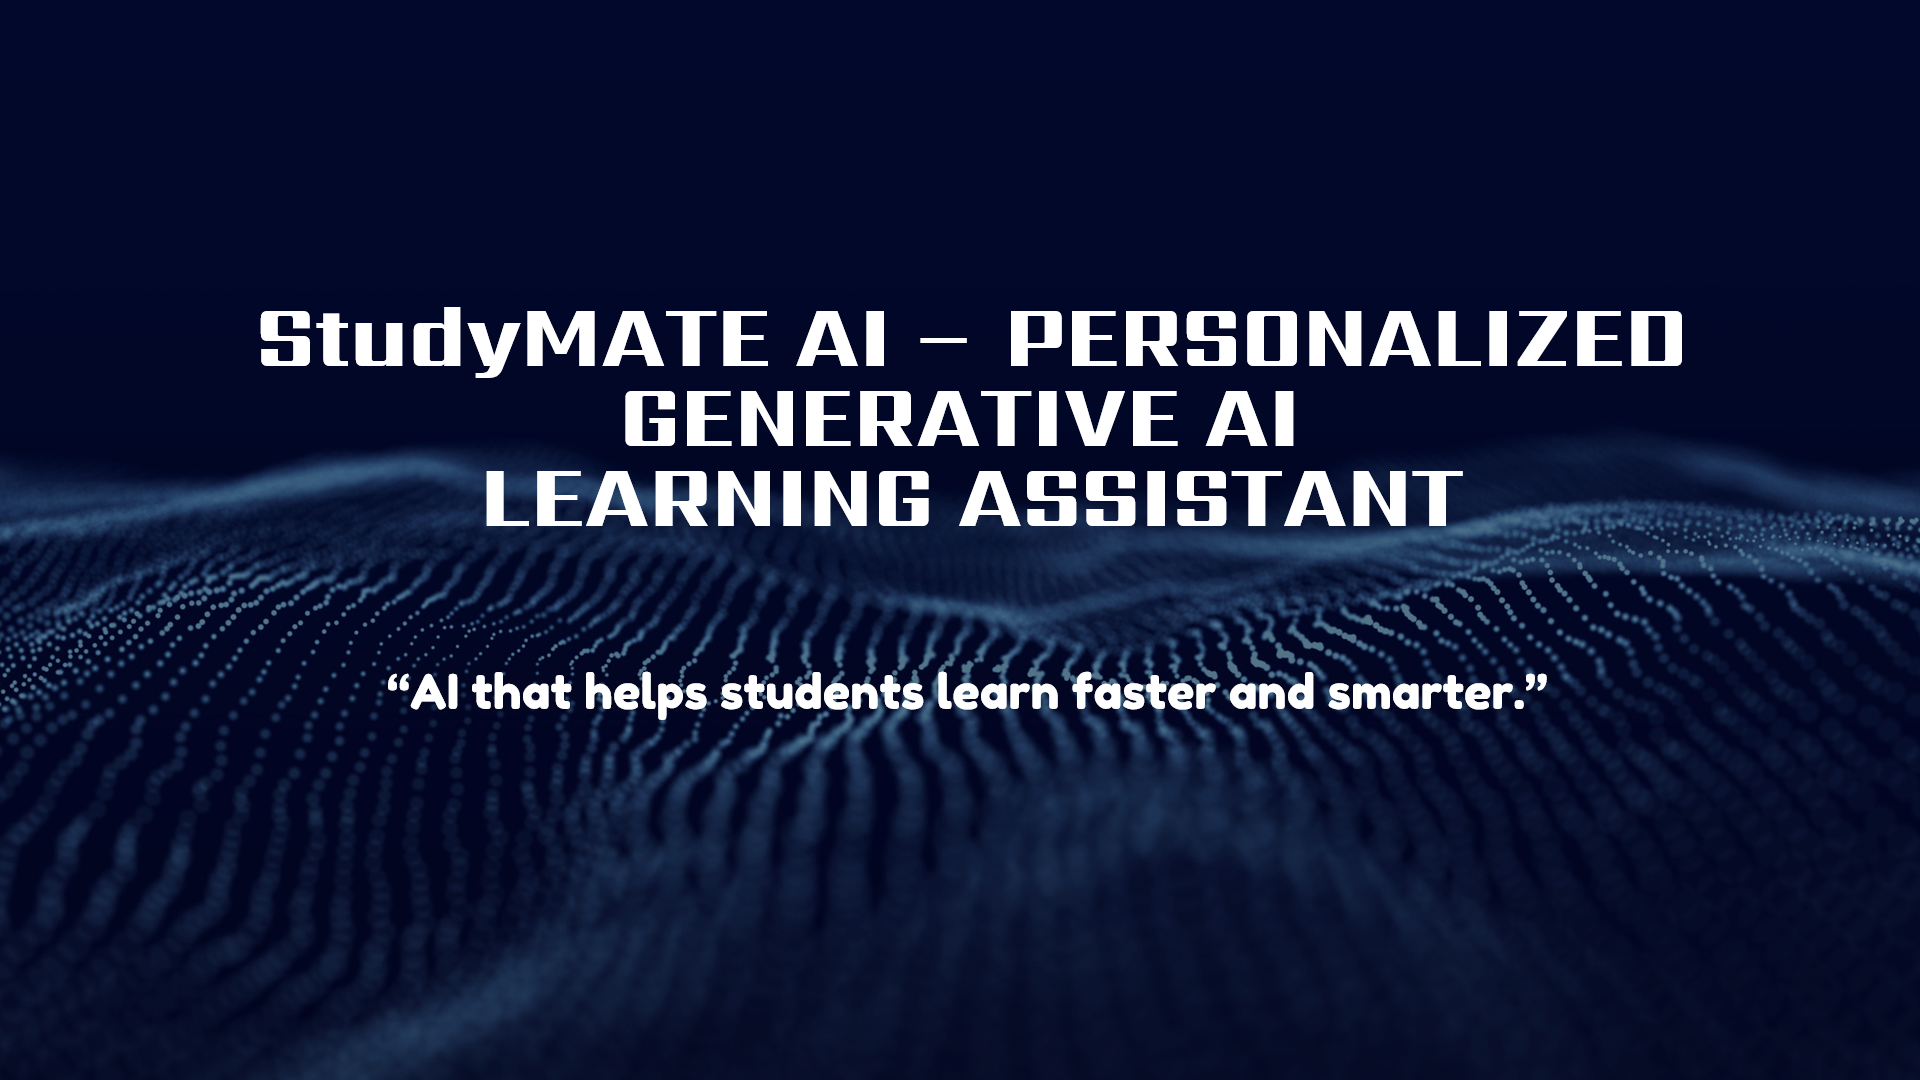 StudyMATE AI – PERSONALIZED
GENERATIVE AI
LEARNING ASSISTANT
“AI that helps students learn faster and smarter.”